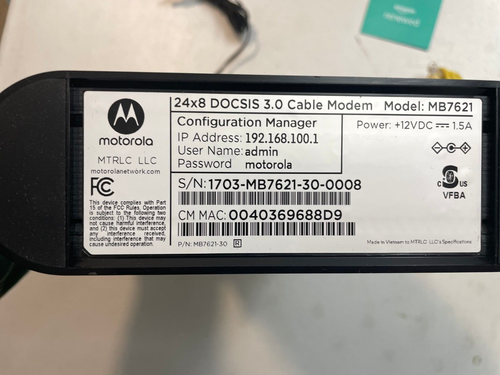 24x8 DOCSIS 3.0 Cable Modem Model: MB7621
motorola
MTRLC LLC
motorolanetwork.com
Configuration Manager
IP Address: 192.168.100.1
User Name: admin
Password motorola
Power: +12VDC ⎓ 1.5A
FC
This device complies with Part
15 of the FCC Rules. Operation
is subject to the following two
conditions: (1) This device may
not cause harmful interference,
and (2) this device must accept
any interference received,
including interference that may
cause undesired operation.
S/N: 1703-MB7621-30-0008
CM MAC: 0040369688D9
P/N: MB7621-30 R
C US
VFBA
Made in Vietnam to MTRLC LLC's Specifications